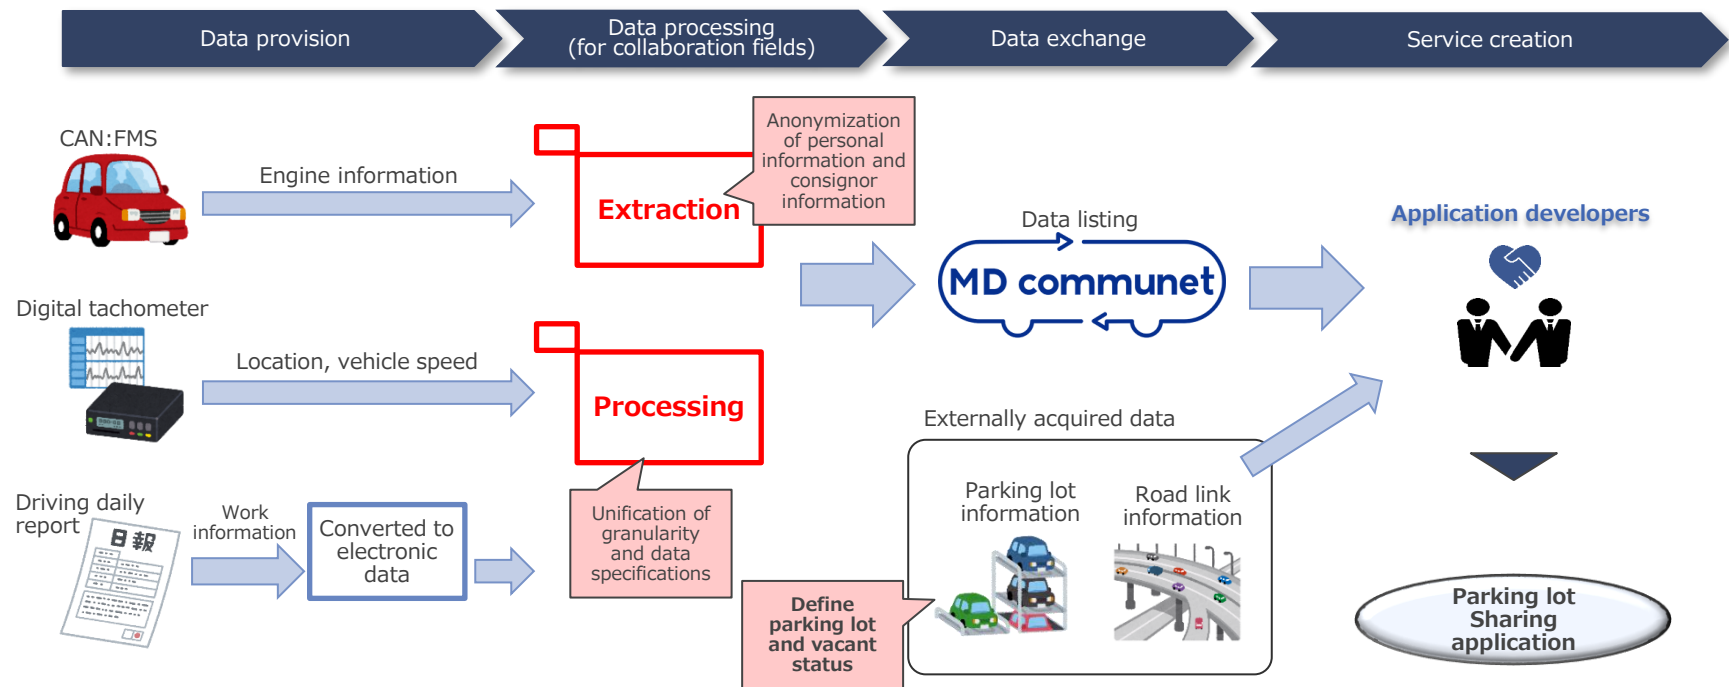 Data provision
Data processing
(for collaboration fields)
Data exchange
Service creation
CAN:FMS
Engine information
Extraction
Anonymization
of personal
information and
consignor
information
Data listing
MD communet
Application developers
Digital tachometer
Location, vehicle speed
Processing
Unification of
granularity
and data
specifications
Driving daily
report
日報
Work
information
Converted to
electronic
data
Externally acquired data
Parking lot
information
Road link
information
Define
parking lot
and vacant
status
Parking lot
Sharing
application